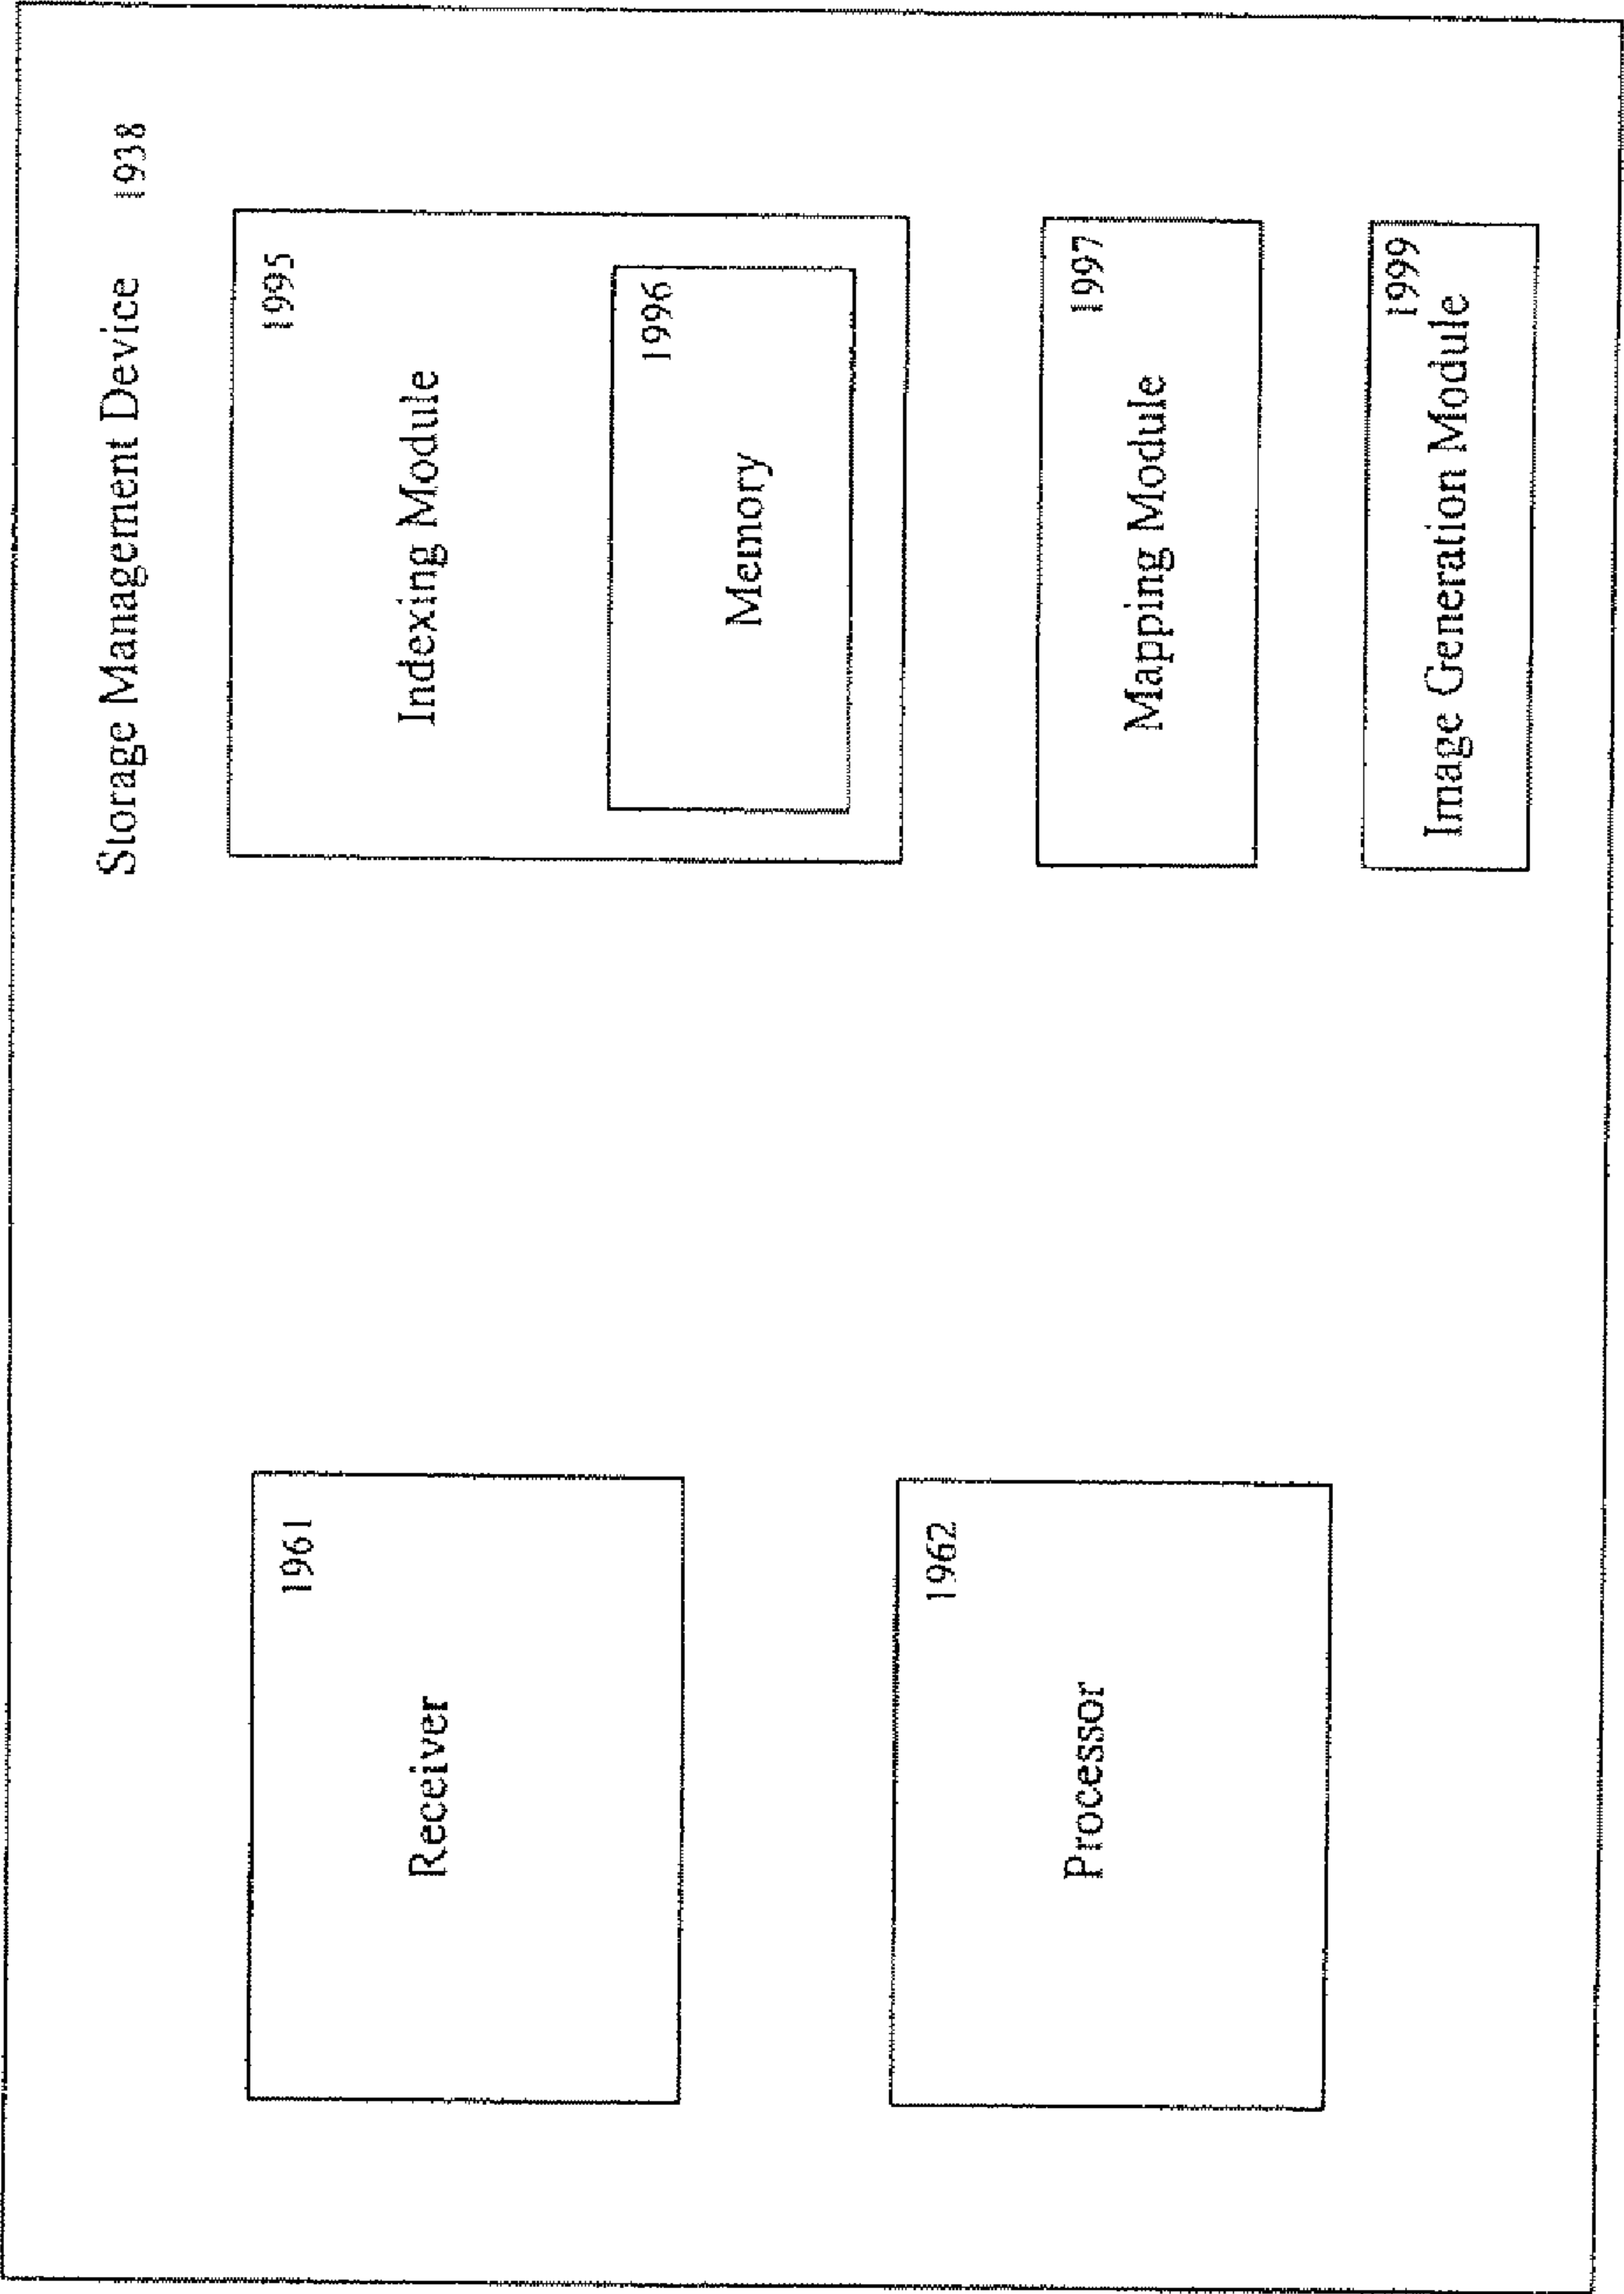 Storage Management Device 1938
1961
Receiver
1962
Processor
1995
Indexing Module
1996
Memory
1997
Mapping Module
1999
Image Generation Module